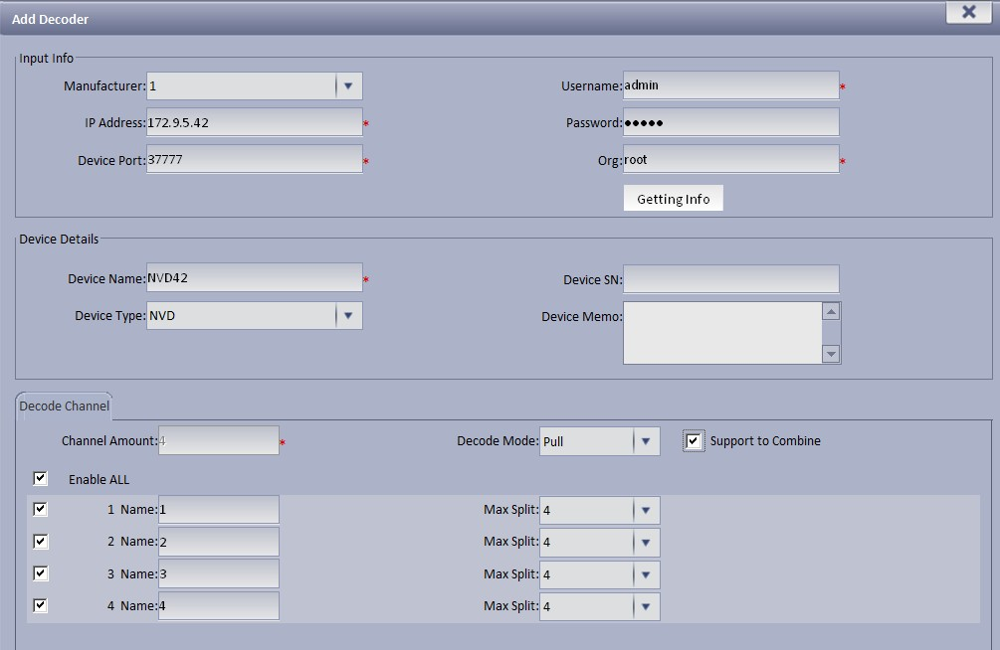 Add Decoder
Input Info
Manufacturer: 1 Username: admin *
IP Address: 172.9.5.42 * Password: ●●●●●
Device Port: 37777 * Org: root *
Getting Info
Device Details
Device Name: NVD42 * Device SN:
Device Type: NVD Device Memo:
Decode Channel
Channel Amount: 4 * Decode Mode: Pull Support to Combine
Enable ALL
1 Name: 1 Max Split: 4
2 Name: 2 Max Split: 4
3 Name: 3 Max Split: 4
4 Name: 4 Max Split: 4